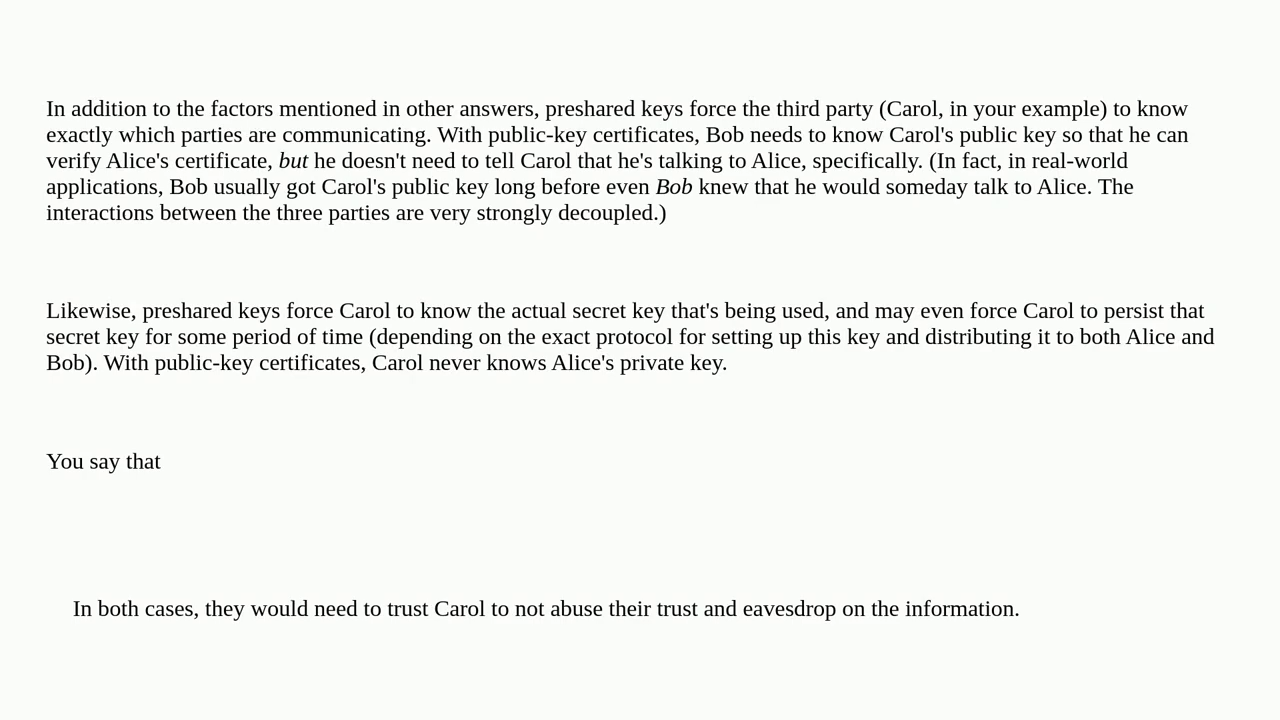 In addition to the factors mentioned in other answers, preshared keys force the third party (Carol, in your example) to know
exactly which parties are communicating. With public-key certificates, Bob needs to know Carol's public key so that he can
verify Alice's certificate, but he doesn't need to tell Carol that he's talking to Alice, specifically. (In fact, in real-world
applications, Bob usually got Carol's public key long before even Bob knew that he would someday talk to Alice. The
interactions between the three parties are very strongly decoupled.)
Likewise, preshared keys force Carol to know the actual secret key that's being used, and may even force Carol to persist that
secret key for some period of time (depending on the exact protocol for setting up this key and distributing it to both Alice and
Bob). With public-key certificates, Carol never knows Alice's private key.
You say that
In both cases, they would need to trust Carol to not abuse their trust and eavesdrop on the information.